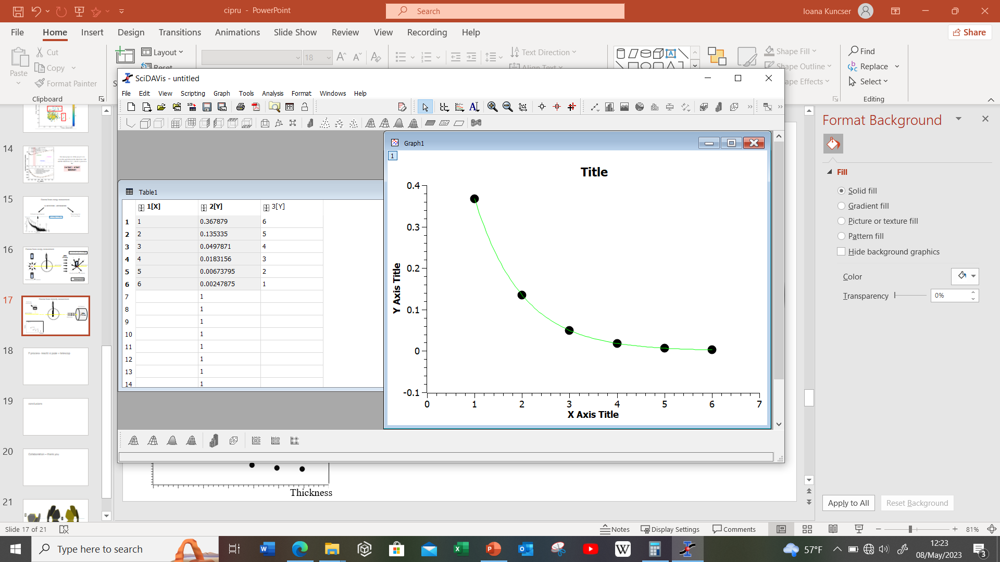 cipru - PowerPoint
Search
Ioana Kuncser
File Home Insert Design Transitions Animations Slide Show Review View Recording Help
Share
Cut
Copy
Paste
Format Painter
Clipboard
Layout
Reset
18
Text Direction
Align Text
Shape Fill
Shape Outline
Find
Replace
Select
Editing
SciDAVis - untitled
File Edit View Scripting Graph Tools Analysis Format Windows Help
Table1
1[X] 2[Y] 3[Y]
1 1 0.367879 6
2 2 0.135335 5
3 3 0.0497871 4
4 4 0.0183156 3
5 5 0.00673795 2
6 6 0.00247875 1
7 1
8 1
9 1
10 1
11 1
12 1
13 1
14 1
Graph1
1
Title
0.4
0.3
0.2
0.1
0
-0.1
Y Axis Title
0 1 2 3 4 5 6 7
X Axis Title
Thickness
14
15
16
17
18
19
conclusions
20
Collaboration – thank you
21
Format Background
Fill
Solid fill
Gradient fill
Picture or texture fill
Pattern fill
Hide background graphics
Color
Transparency 0%
Apply to All Reset Background
Slide 17 of 21
Notes Display Settings Comments
81%
Type here to search
57°F
12:23
08/May/2023
3